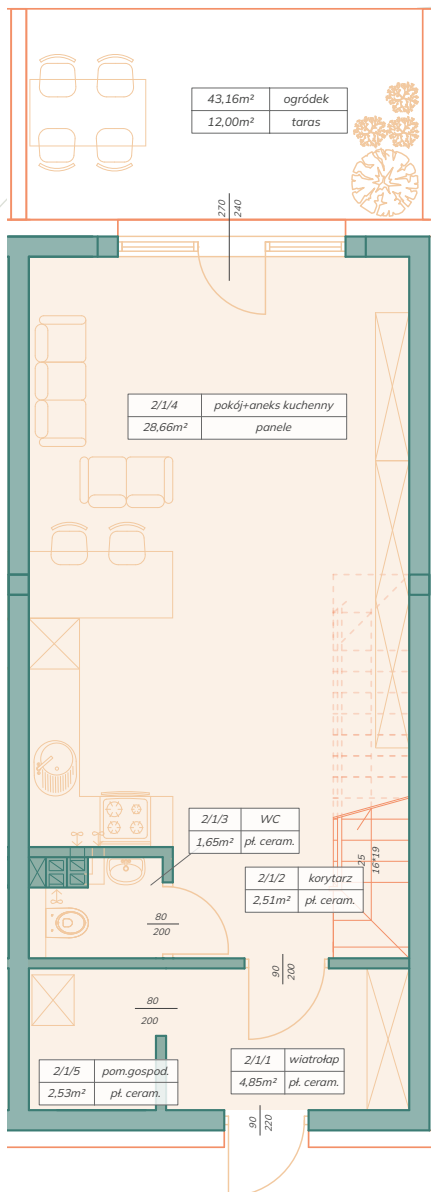 43,16m² ogródek
12,00m² taras
270
240
2/1/4 pokój+aneks kuchenny
28,66m² panele
2/1/3 WC
1,65m² pł. ceram.
25
16*19
2/1/2 korytarz
2,51m² pł. ceram.
80
200
90
200
80
200
2/1/5 pom.gospod.
2,53m² pł. ceram.
2/1/1 wiatrołap
4,85m² pł. ceram.
90
220